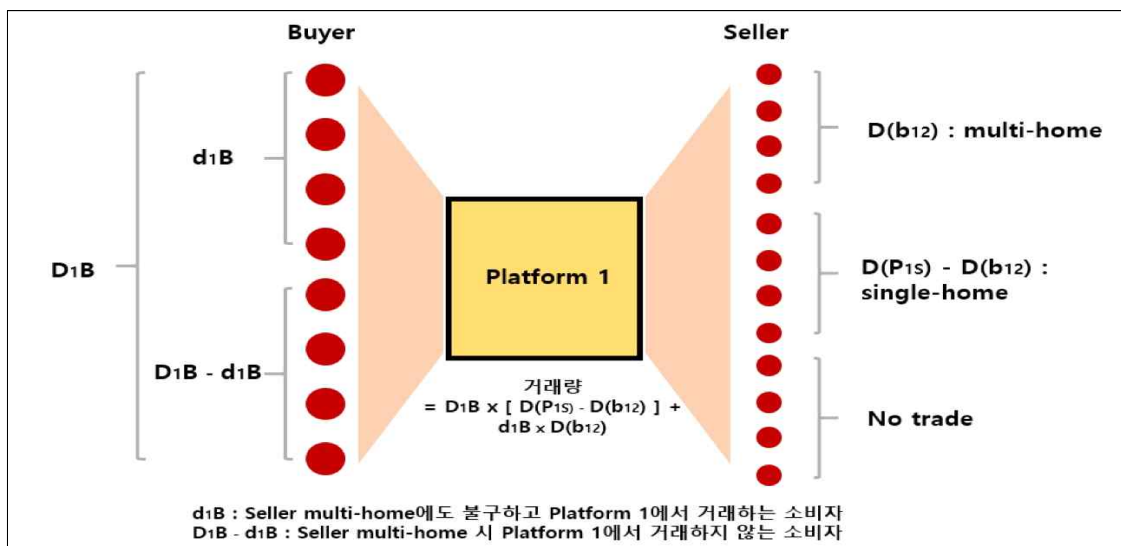 Buyer
Seller
D1B
d1B
D1B - d1B
Platform 1
거래량
= D1B x [ D(P1S) - D(b12) ] +
d1B x D(b12)
D(b12) : multi-home
D(P1S) - D(b12) :
single-home
No trade
d1B : Seller multi-home에도 불구하고 Platform 1에서 거래하는 소비자
D1B - d1B : Seller multi-home 시 Platform 1에서 거래하지 않는 소비자